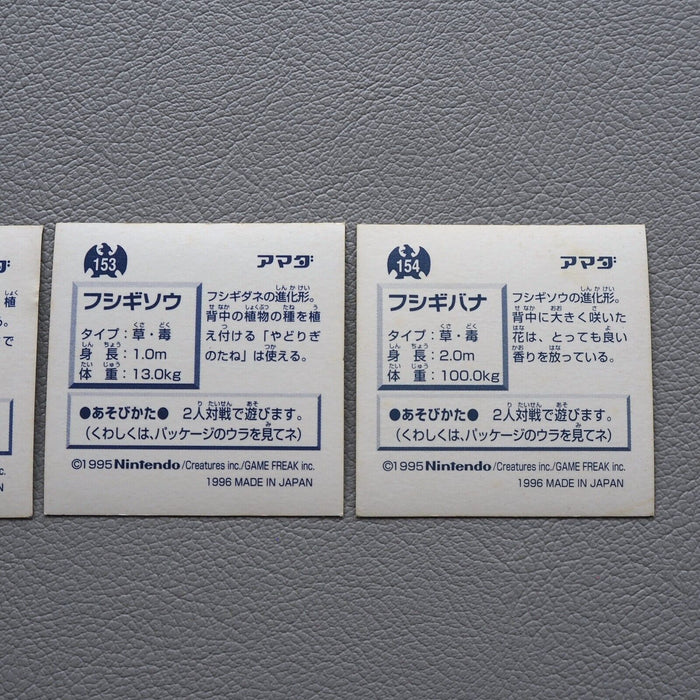 153
アマダ
フシギソウ
タイプ：草・毒
身長：1.0m
体重：13.0kg
フシギダネの進化形。
背中の植物の種を植
え付ける「やどりぎ
のたね」は使える。
●あそびかた● 2人対戦で遊びます。
（くわしくは、パッケージのウラを見てネ）
©1995 Nintendo/Creatures inc./GAME FREAK inc.
1996 MADE IN JAPAN
154
アマダ
フシギバナ
タイプ：草・毒
身長：2.0m
体重：100.0kg
フシギソウの進化形。
背中に大きく咲いた
花は、とっても良い
香りを放っている。
●あそびかた● 2人対戦で遊びます。
（くわしくは、パッケージのウラを見てネ）
©1995 Nintendo/Creatures inc./GAME FREAK inc.
1996 MADE IN JAPAN